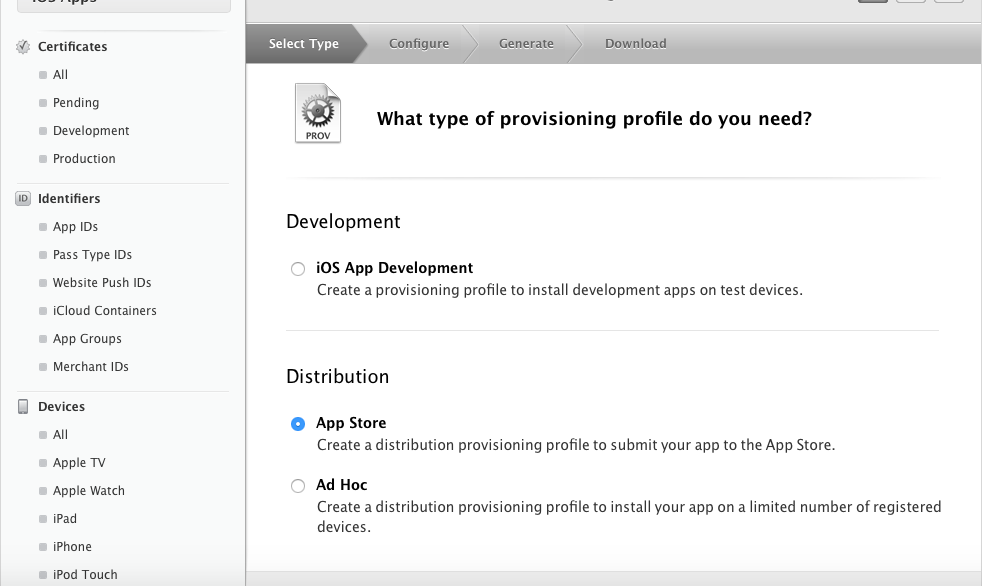 iOS Apps
Certificates
All
Pending
Development
Production
ID Identifiers
App IDs
Pass Type IDs
Website Push IDs
iCloud Containers
App Groups
Merchant IDs
Devices
All
Apple TV
Apple Watch
iPad
iPhone
iPod Touch
Select Type Configure Generate Download
PROV
What type of provisioning profile do you need?
Development
iOS App Development
Create a provisioning profile to install development apps on test devices.
Distribution
App Store
Create a distribution provisioning profile to submit your app to the App Store.
Ad Hoc
Create a distribution provisioning profile to install your app on a limited number of registered
devices.